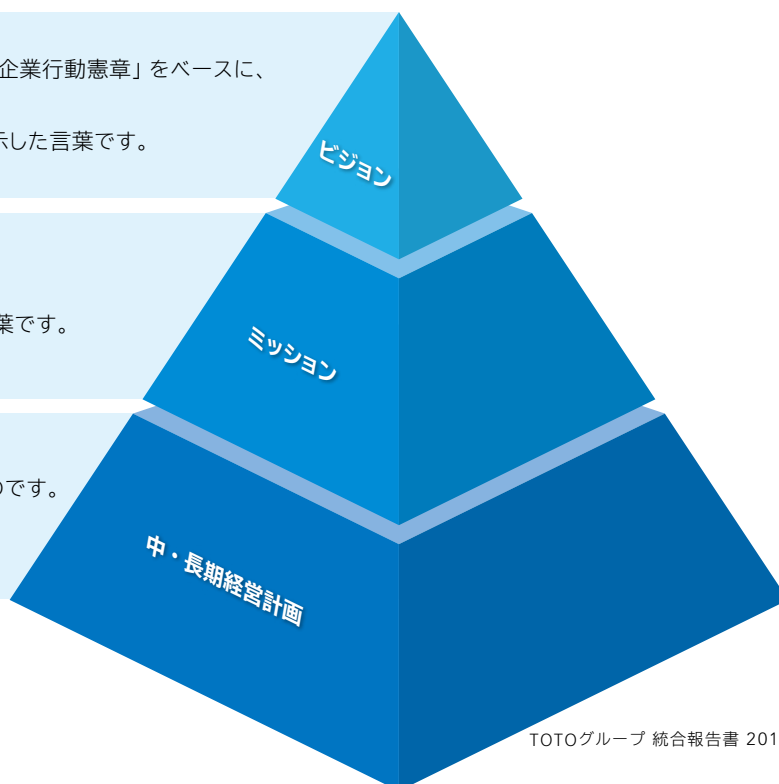 企業行動憲章」をベースに、
示した言葉です。
ビジョン
葉です。
ミッション
のです。
中・長期経営計画
TOTOグループ 統合報告書 201